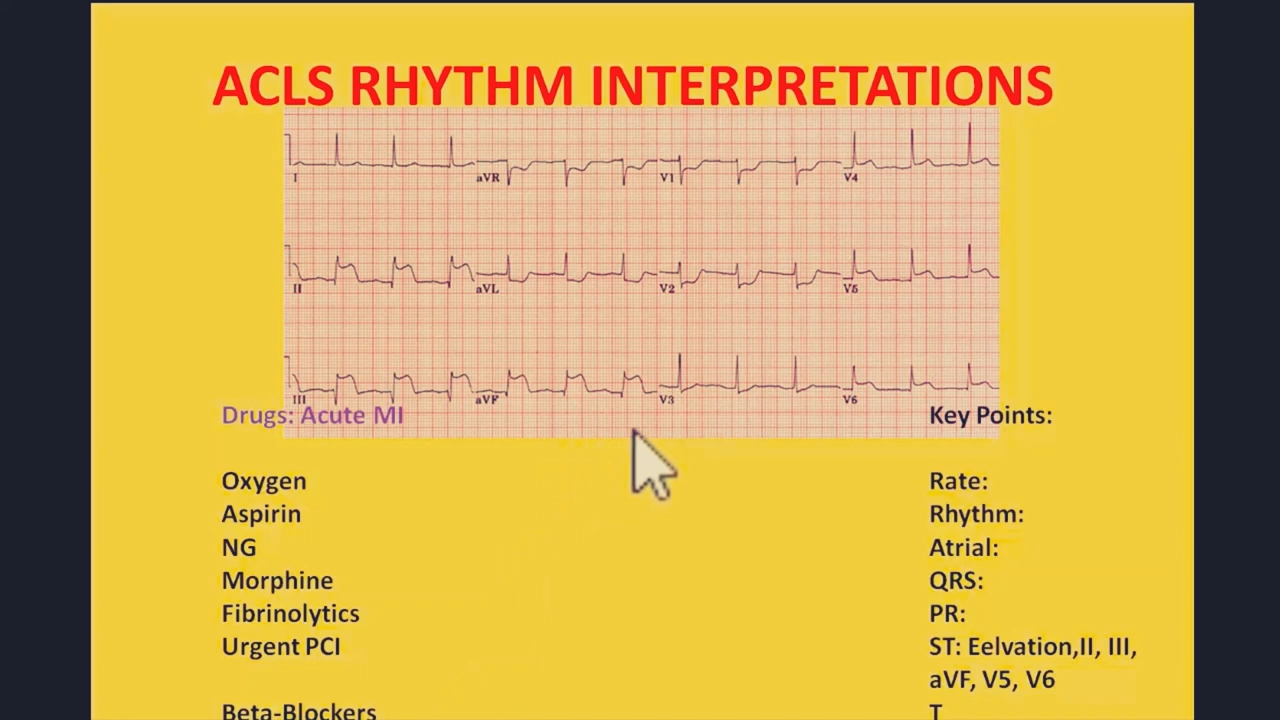 ACLS RHYTHM INTERPRETATIONS
I aVR V1 V4
II aVL V2 V5
III aVF V3 V6
Drugs: Acute MI
Oxygen
Aspirin
NG
Morphine
Fibrinolytics
Urgent PCI
Beta-Blockers
Key Points:
Rate:
Rhythm:
Atrial:
QRS:
PR:
ST: Eelvation,II, III,
aVF, V5, V6
T